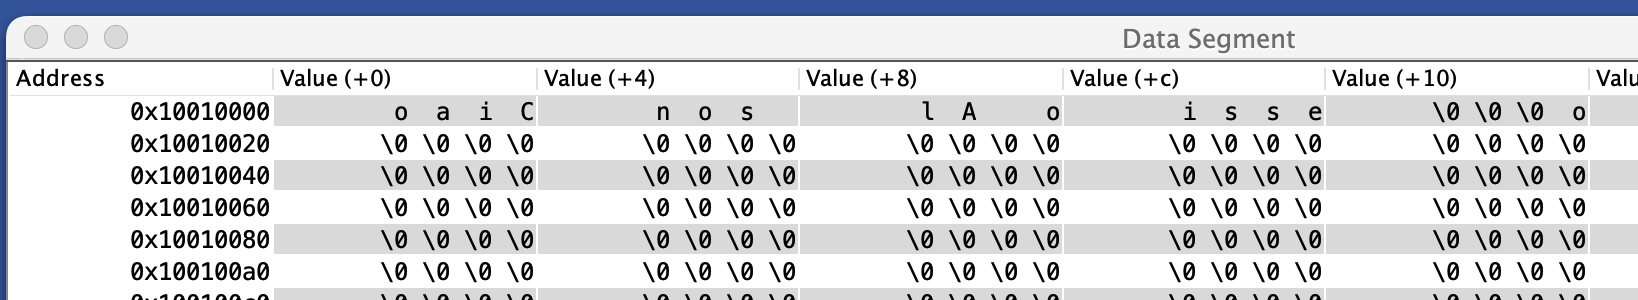 Data Segment
Address Value (+0) Value (+4) Value (+8) Value (+c) Value (+10) Valu
0x10010000 o a i C n o s l A o i s s e \0 \0 \0 o
0x10010020 \0 \0 \0 \0 \0 \0 \0 \0 \0 \0 \0 \0 \0 \0 \0 \0 \0 \0 \0 \0
0x10010040 \0 \0 \0 \0 \0 \0 \0 \0 \0 \0 \0 \0 \0 \0 \0 \0 \0 \0 \0 \0
0x10010060 \0 \0 \0 \0 \0 \0 \0 \0 \0 \0 \0 \0 \0 \0 \0 \0 \0 \0 \0 \0
0x10010080 \0 \0 \0 \0 \0 \0 \0 \0 \0 \0 \0 \0 \0 \0 \0 \0 \0 \0 \0 \0
0x100100a0 \0 \0 \0 \0 \0 \0 \0 \0 \0 \0 \0 \0 \0 \0 \0 \0 \0 \0 \0 \0